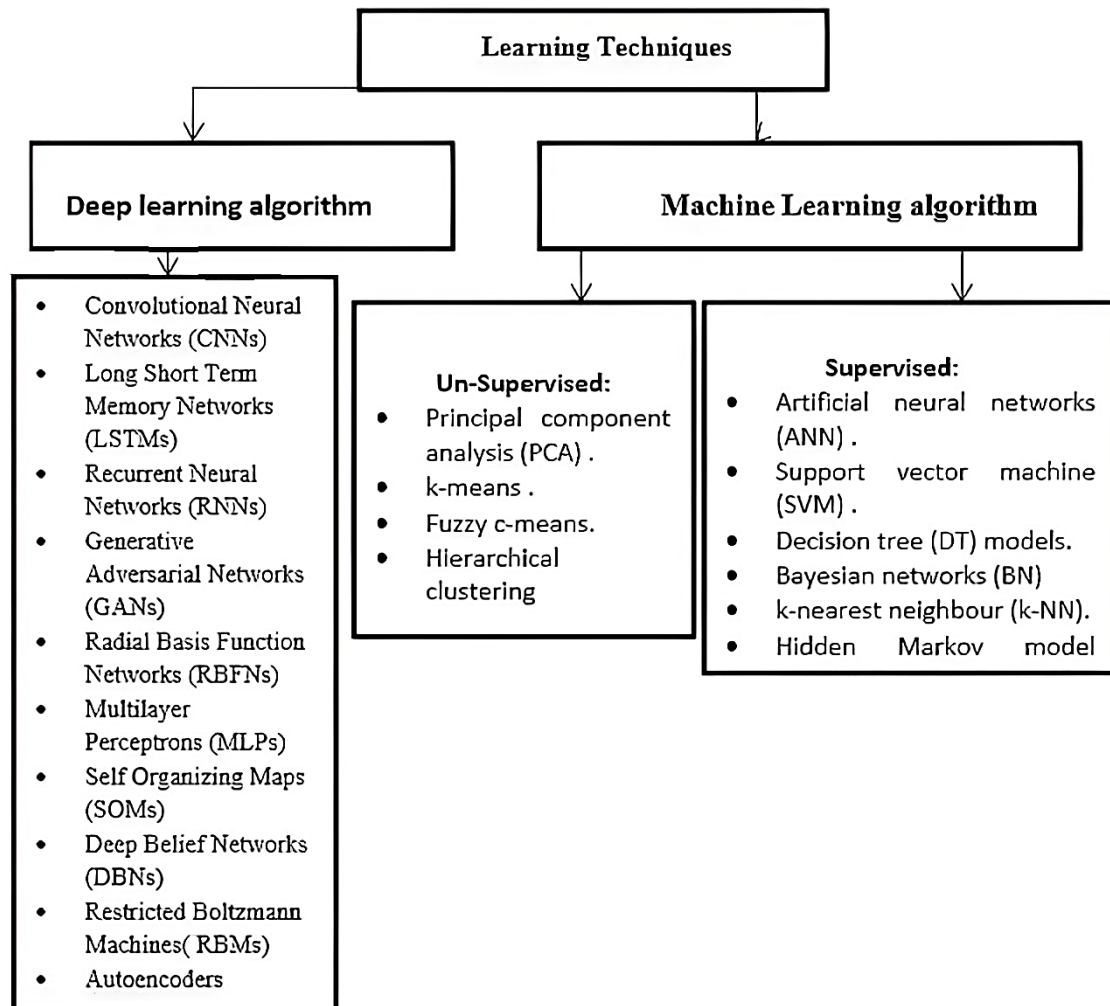 Learning Techniques
Deep learning algorithm
Machine Learning algorithm
• Convolutional Neural
Networks (CNNs)
• Long Short Term
Memory Networks
(LSTMs)
• Recurrent Neural
Networks (RNNs)
• Generative
Adversarial Networks
(GANs)
• Radial Basis Function
Networks (RBFNs)
• Multilayer
Perceptrons (MLPs)
• Self Organizing Maps
(SOMs)
• Deep Belief Networks
(DBNs)
• Restricted Boltzmann
Machines( RBMs)
• Autoencoders
Un-Supervised:
• Principal component
analysis (PCA) .
• k-means .
• Fuzzy c-means.
• Hierarchical
clustering
Supervised:
• Artificial neural networks
(ANN) .
• Support vector machine
(SVM) .
• Decision tree (DT) models.
• Bayesian networks (BN)
• k-nearest neighbour (k-NN).
• Hidden Markov model